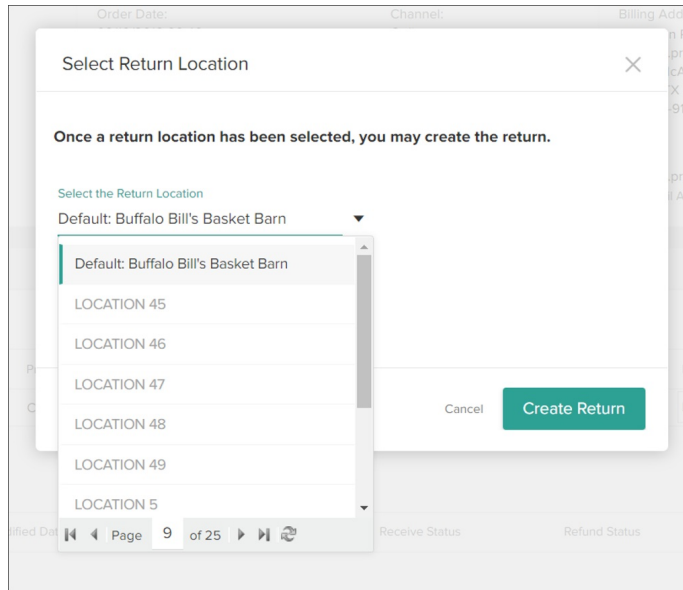 Order Date:
Channel:
Billing Add
Select Return Location
Once a return location has been selected, you may create the return.
Select the Return Location
Default: Buffalo Bill's Basket Barn
Default: Buffalo Bill's Basket Barn
LOCATION 45
LOCATION 46
LOCATION 47
LOCATION 48
LOCATION 49
LOCATION 5
Cancel
Create Return
Page 9 of 25
Receive Status
Refund Status